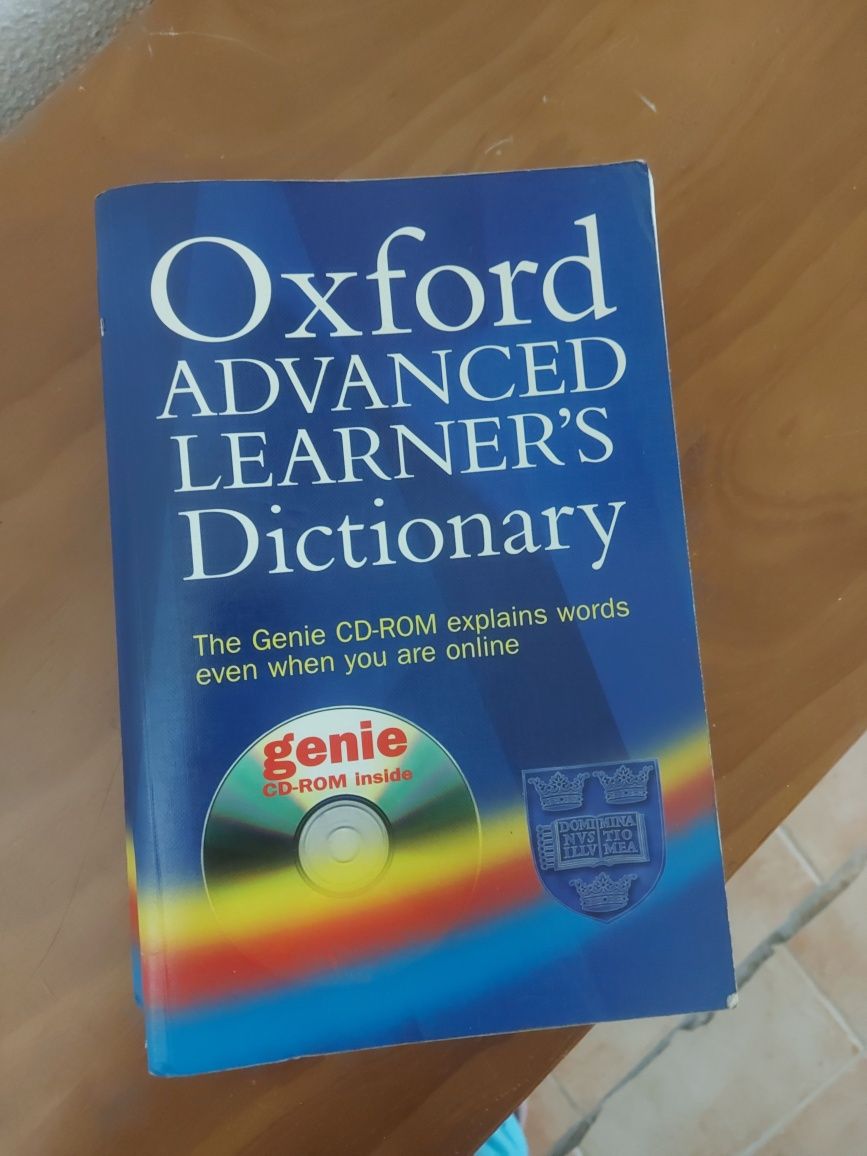 Oxford
ADVANCED
LEARNER'S
Dictionary
The Genie CD-ROM explains words
even when you are online
genie
CD-ROM inside
DOMI MINA
NVS TIO
ILLV MEA